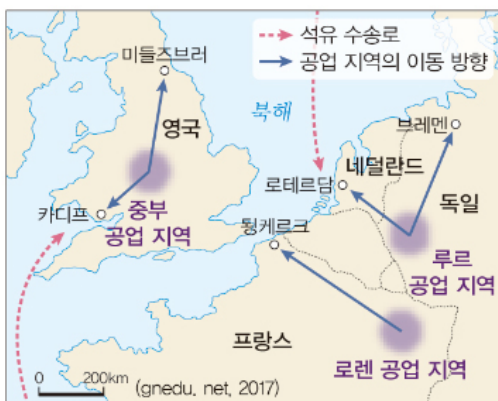 석유 수송로
공업 지역의 이동 방향
미들즈브러
북해
영국
브레멘
네덜란드
로테르담
독일
카디프
중부
공업 지역
됭케르크
루르
공업 지역
프랑스
로렌 공업 지역
0 200km (gnedu. net, 2017)